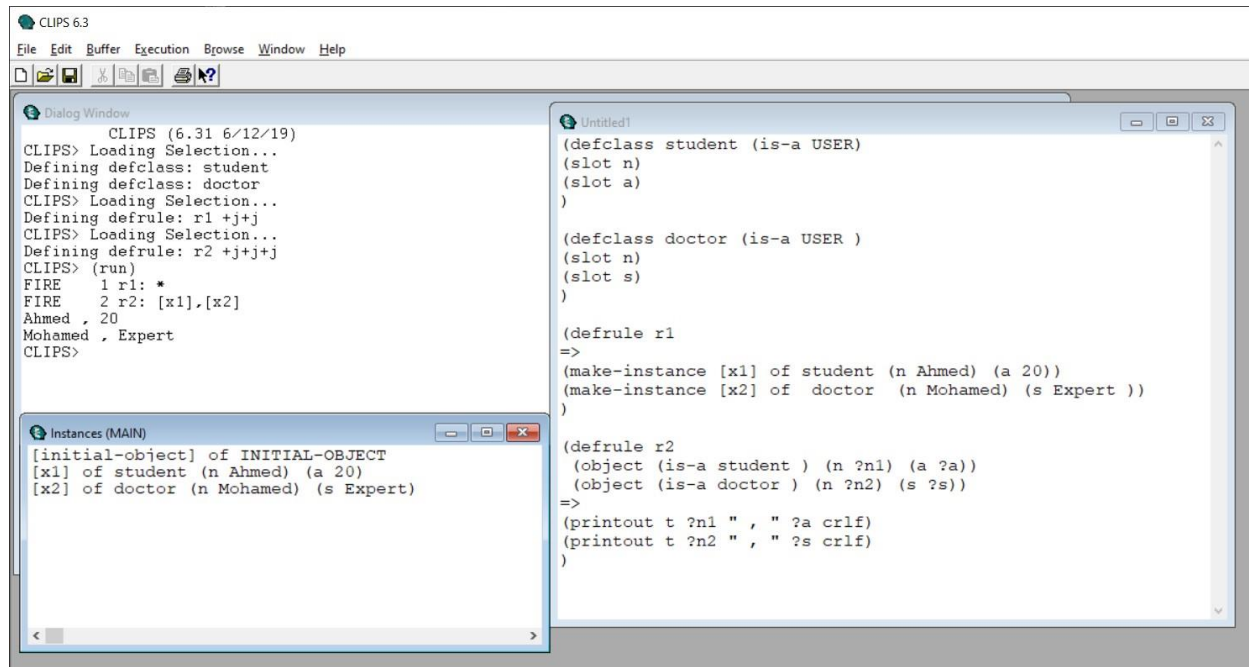 CLIPS 6.3
File Edit Buffer Execution Browse Window Help
Dialog Window
CLIPS (6.31 6/12/19)
CLIPS> Loading Selection...
Defining defclass: student
Defining defclass: doctor
CLIPS> Loading Selection...
Defining defrule: r1 +j+j
CLIPS> Loading Selection...
Defining defrule: r2 +j+j+j
CLIPS> (run)
FIRE    1 r1: *
FIRE    2 r2: [x1],[x2]
Ahmed , 20
Mohamed , Expert
CLIPS>
Instances (MAIN)
[initial-object] of INITIAL-OBJECT
[x1] of student (n Ahmed) (a 20)
[x2] of doctor (n Mohamed) (s Expert)
Untitled1
(defclass student (is-a USER)
(slot n)
(slot a)
)
(defclass doctor (is-a USER )
(slot n)
(slot s)
)
(defrule r1
=>
(make-instance [x1] of student (n Ahmed) (a 20))
(make-instance [x2] of  doctor  (n Mohamed) (s Expert ))
)
(defrule r2
(object (is-a student ) (n ?n1) (a ?a))
(object (is-a doctor ) (n ?n2) (s ?s))
=>
(printout t ?n1 " , " ?a crlf)
(printout t ?n2 " , " ?s crlf)
)